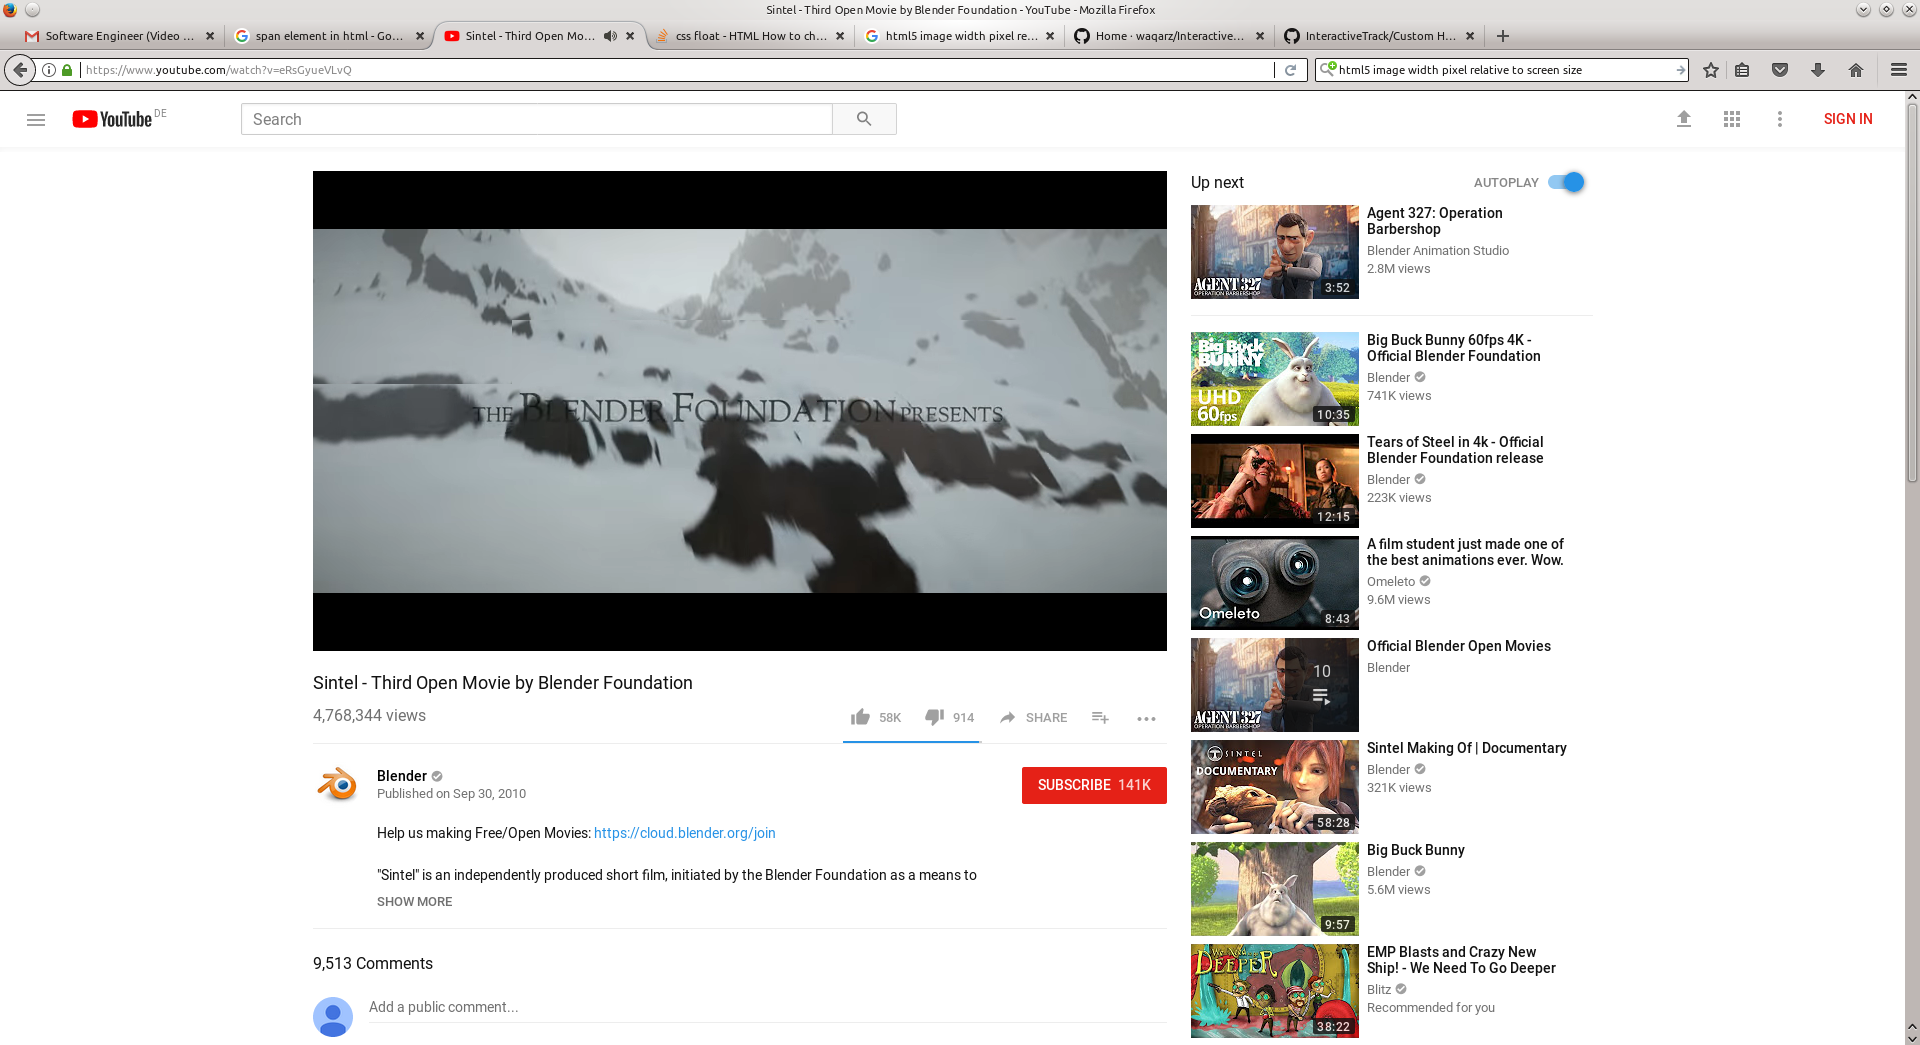 Sintel - Third Open Movie by Blender Foundation - YouTube - Mozilla Firefox
Software Engineer (Video ...
span element in html - Go...
Sintel - Third Open Mo...
css float - HTML How to ch...
html5 image width pixel re...
Home · waqarz/Interactive...
InteractiveTrack/Custom H...
https://www.youtube.com/watch?v=eRsGyueVLvQ
html5 image width pixel relative to screen size
YouTube DE
Search
SIGN IN
THE BLENDER FOUNDATION PRESENTS
Sintel - Third Open Movie by Blender Foundation
4,768,344 views
58K
914
SHARE
Blender
Published on Sep 30, 2010
SUBSCRIBE 141K
Help us making Free/Open Movies: https://cloud.blender.org/join
"Sintel" is an independently produced short film, initiated by the Blender Foundation as a means to
SHOW MORE
9,513 Comments
Add a public comment...
Up next
AUTOPLAY
AGENT 327
OPERATION BARBERSHOP
3:52
Agent 327: Operation
Barbershop
Blender Animation Studio
2.8M views
Big Buck
BUNNY
UHD
60fps
10:35
Big Buck Bunny 60fps 4K -
Official Blender Foundation
Blender
741K views
12:15
Tears of Steel in 4k - Official
Blender Foundation release
Blender
223K views
Omeleto
8:43
A film student just made one of
the best animations ever. Wow.
Omeleto
9.6M views
10
AGENT 327
OPERATION BARBERSHOP
Official Blender Open Movies
Blender
SINTEL
DOCUMENTARY
58:28
Sintel Making Of | Documentary
Blender
321K views
9:57
Big Buck Bunny
Blender
5.6M views
We Need To Go
DEEPER
38:22
EMP Blasts and Crazy New
Ship! - We Need To Go Deeper
Blitz
Recommended for you